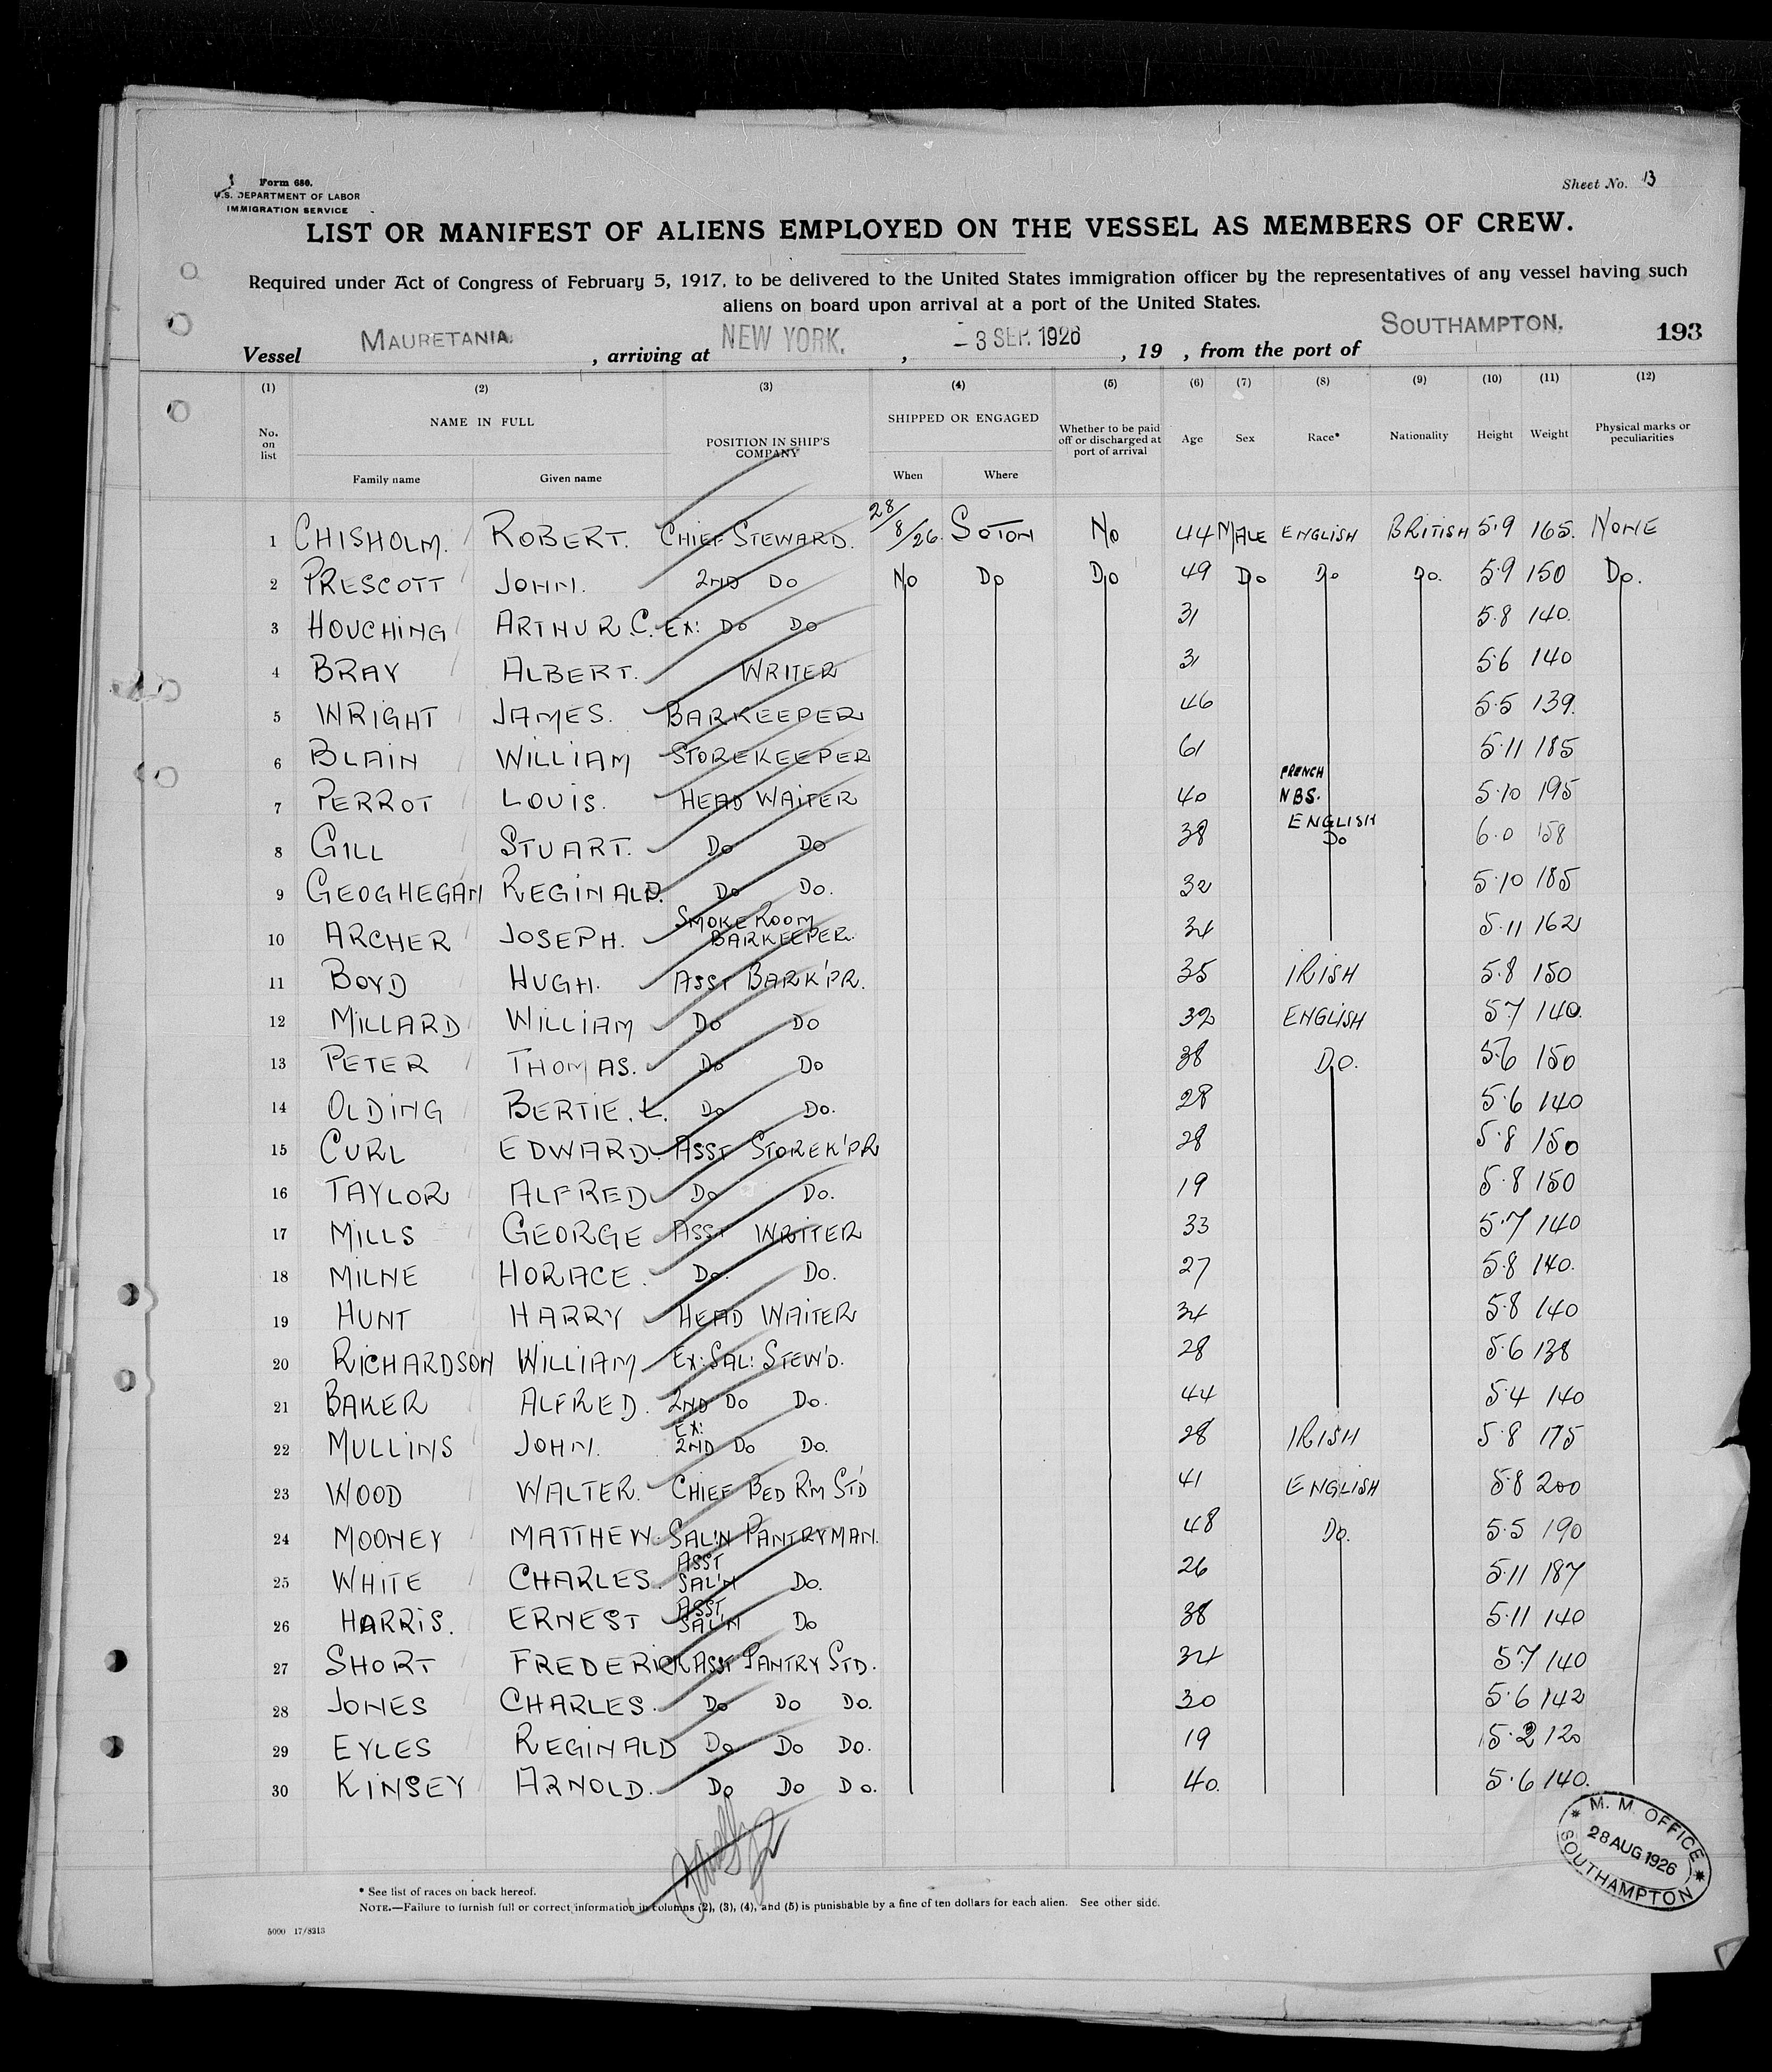 Form 680.
U.S. DEPARTMENT OF LABOR
IMMIGRATION SERVICE
Sheet No. 13
LIST OR MANIFEST OF ALIENS EMPLOYED ON THE VESSEL AS MEMBERS OF CREW.
Required under Act of Congress of February 5, 1917, to be delivered to the United States immigration officer by the representatives of any vessel having such
aliens on board upon arrival at a port of the United States.
Vessel MAURETANIA. , arriving at NEW YORK. , - 3 SEP. 1926 , 19 , from the port of SOUTHAMPTON. 193
(1) (2) (3) (4) (5) (6) (7) (8) (9) (10) (11) (12)
No. on list NAME IN FULL Family name Given name POSITION IN SHIP'S COMPANY SHIPPED OR ENGAGED When Where Whether to be paid off or discharged at port of arrival Age Sex Race* Nationality Height Weight Physical marks or peculiarities
1 CHISHOLM. ROBERT. CHIEF STEWARD. 28/8/26. SOTON No 44 MALE ENGLISH BRITISH 5.9 165. NONE
2 PRESCOTT JOHN. 2ND DO No Do Do 49 Do Do Do. 5.9 150 Do.
3 HOUCHING ARTHUR. C. EX: DO DO 31 5.8 140.
4 BRAY ALBERT. WRITER 31 5.6 140
5 WRIGHT JAMES. BARKEEPER 46 5.5 139.
6 BLAIN WILLIAM STOREKEEPER 61 5.11 185
7 PERROT LOUIS. HEAD WAITER 40 FRENCH NBS. 5.10 195
8 GILL STUART. DO DO 38 ENGLISH Do 6.0 158
9 GEOGHEGAN REGINALD. DO DO. 32 5.10 185
10 ARCHER JOSEPH. SMOKE ROOM BARKEEPER. 34 5.11 162
11 BOYD HUGH. ASST BARK'PR. 35 IRISH 5.8 150
12 MILLARD WILLIAM DO DO 32 ENGLISH 5.7 140.
13 PETER THOMAS. DO DO 38 DO. 5.6 150
14 OLDING BERTIE. L. DO DO. 28 5.6 140
15 CURL EDWARD. ASST STOREK'PR 28 5.8 150
16 TAYLOR ALFRED DO DO. 19 5.8 150
17 MILLS GEORGE ASST WRITER 33 5.7 140
18 MILNE HORACE. DO. DO. 27 5.8 140.
19 HUNT HARRY HEAD WAITER 34 5.8 140
20 RICHARDSON WILLIAM EX: SAL: STEW'D. 28 5.6 138
21 BAKER ALFRED. 2ND DO DO. 44 5.4 140
22 MULLINS JOHN. EX: 2ND DO DO. 28 IRISH 5.8 175
23 WOOD WALTER. CHIEF BED R'M ST'D 41 ENGLISH 5.8 200
24 MOONEY MATTHEW. SAL'N PANTRYMAN. 48 Do. 5.5 190
25 WHITE CHARLES. ASST SAL'N DO. 26 5.11 187
26 HARRIS. ERNEST ASST SAL'N DO 38 5.11 140
27 SHORT FREDERICK ASST PANTRY STD. 34 5.7 140
28 JONES CHARLES. DO DO DO. 30 5.6 142
29 EYLES REGINALD DO DO DO. 19 5.2 120
30 KINSEY ARNOLD. DO DO DO. 40. 5.6 140.
* M. M. OFFICE *
28 AUG 1926
SOUTHAMPTON
* See list of races on back hereof.
NOTE.—Failure to furnish full or correct information in columns (2), (3), (4), and (5) is punishable by a fine of ten dollars for each alien. See other side.
5000 17/8313